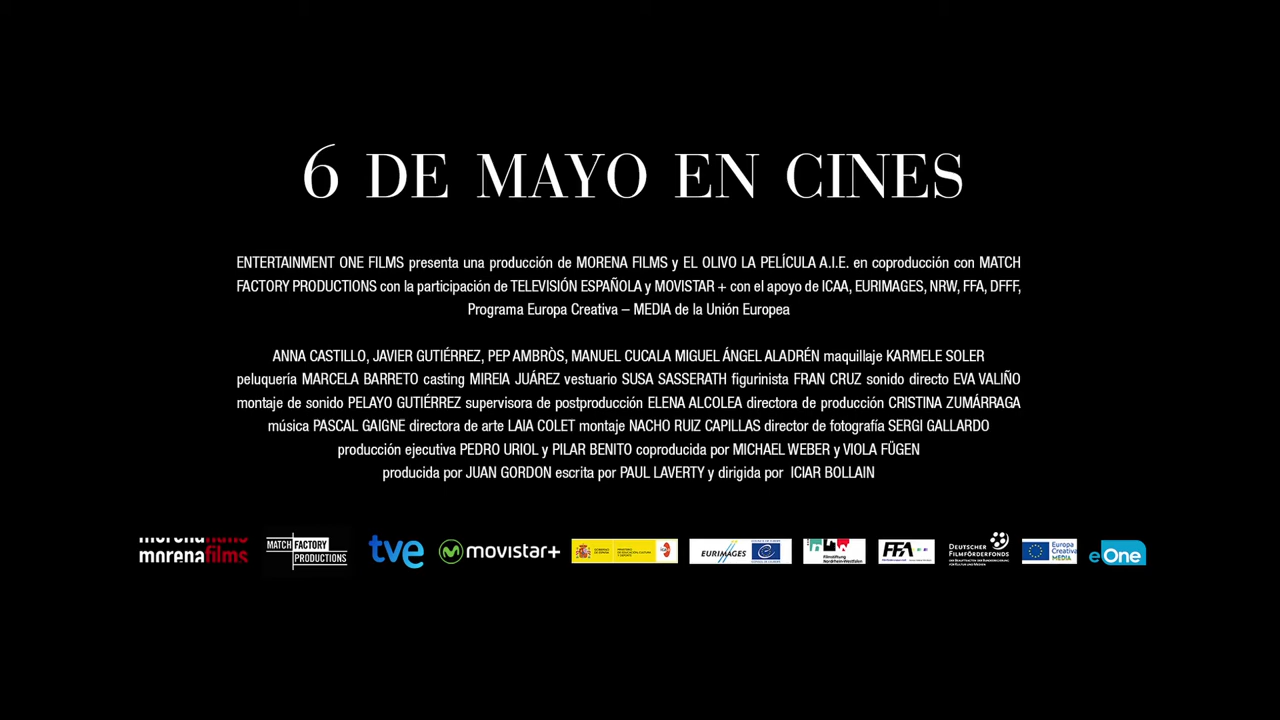 6 DE MAYO EN CINES
ENTERTAINMENT ONE FILMS presenta una producción de MORENA FILMS y EL OLIVO LA PELÍCULA A.I.E. en coproducción con MATCH
FACTORY PRODUCTIONS con la participación de TELEVISIÓN ESPAÑOLA y MOVISTAR + con el apoyo de ICAA, EURIMAGES, NRW, FFA, DFFF,
Programa Europa Creativa – MEDIA de la Unión Europea
ANNA CASTILLO, JAVIER GUTIÉRREZ, PEP AMBRÒS, MANUEL CUCALA MIGUEL ÁNGEL ALADRÉN maquillaje KARMELE SOLER
peluquería MARCELA BARRETO casting MIREIA JUÁREZ vestuario SUSA SASSERATH figurinista FRAN CRUZ sonido directo EVA VALIÑO
montaje de sonido PELAYO GUTIÉRREZ supervisora de postproducción ELENA ALCOLEA directora de producción CRISTINA ZUMÁRRAGA
música PASCAL GAIGNE directora de arte LAIA COLET montaje NACHO RUIZ CAPILLAS director de fotografía SERGI GALLARDO
producción ejecutiva PEDRO URIOL y PILAR BENITO coproducida por MICHAEL WEBER y VIOLA FÜGEN
producida por JUAN GORDON escrita por PAUL LAVERTY y dirigida por ICIAR BOLLAIN
morenafilms
morenafilms
MATCH FACTORY
PRODUCTIONS
tve
movistar+
EURIMAGES
Filmstiftung
Nordrhein-Westfalen
FFA
DEUTSCHER
FILMFÖRDERFONDS
Europa
Creativa
MEDIA
eOne